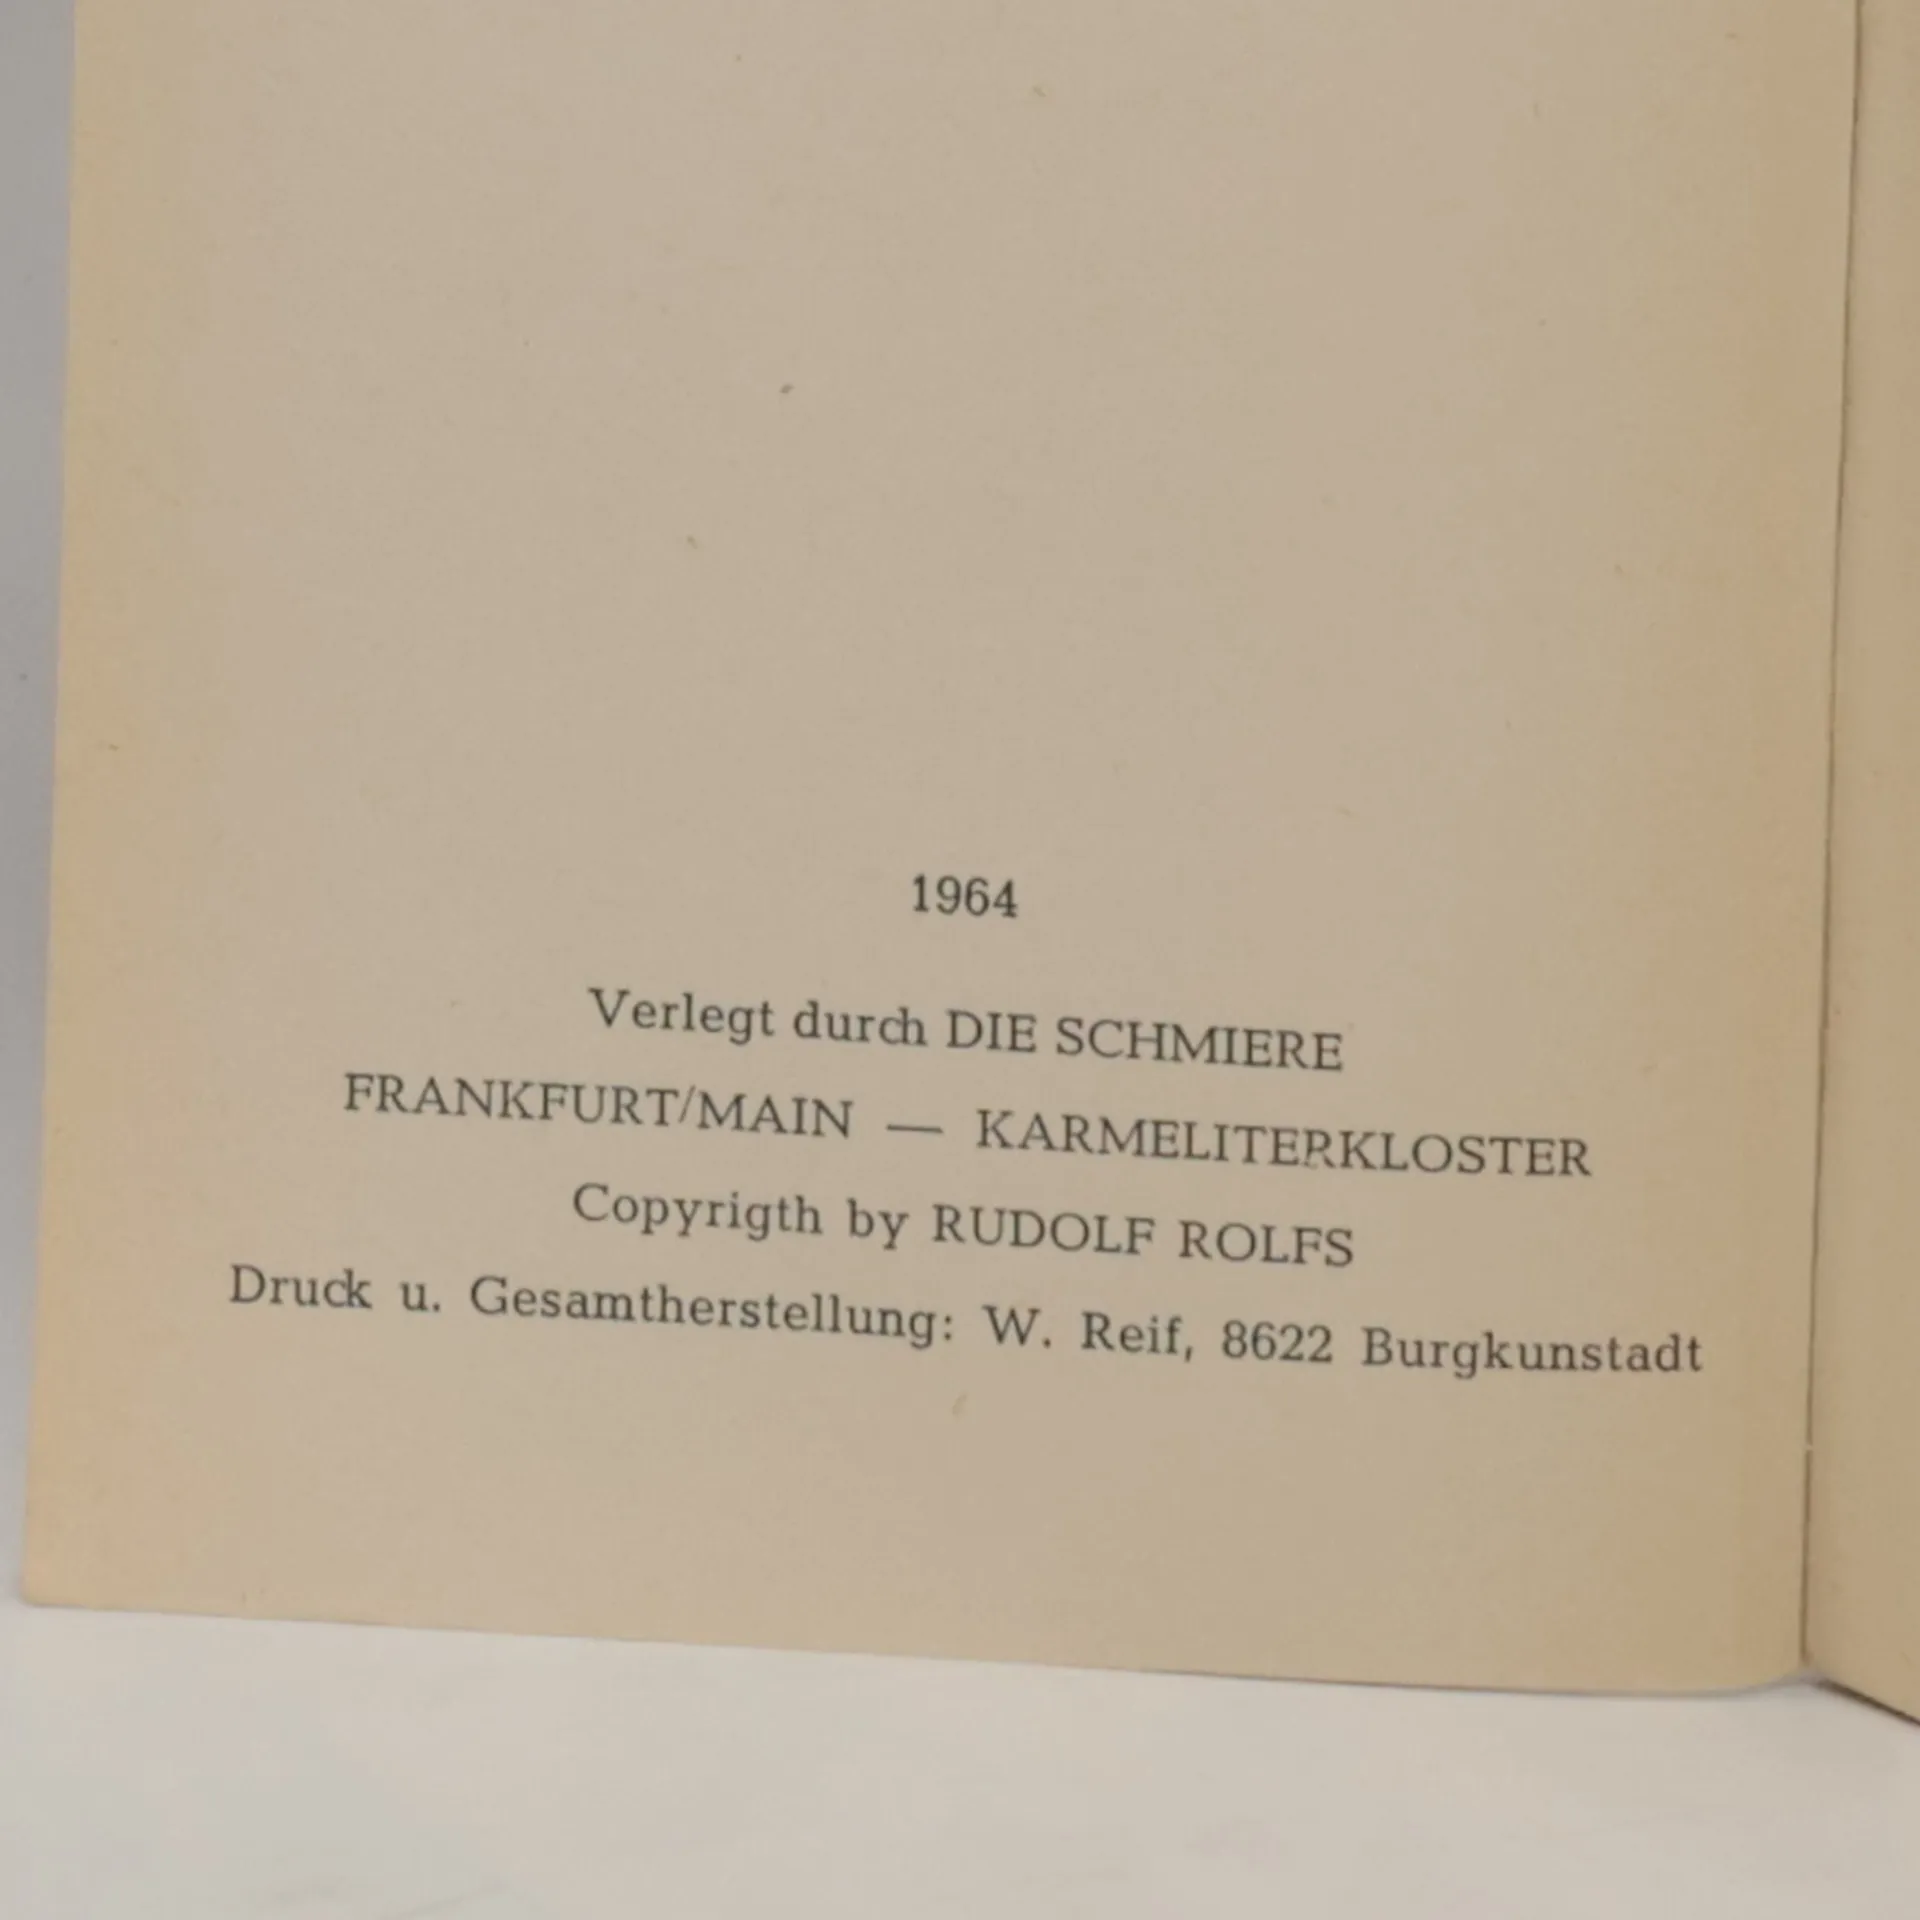 1964
Verlegt durch DIE SCHMIERE
FRANKFURT/MAIN — KARMELITERKLOSTER
Copyrigth by RUDOLF ROLFS
Druck u. Gesamtherstellung: W. Reif, 8622 Burgkunstadt